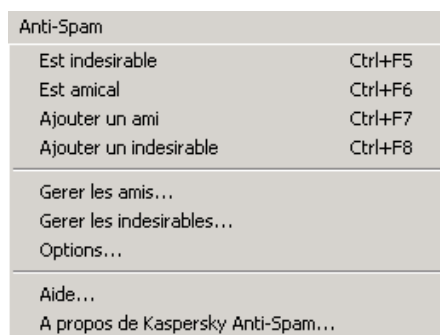 Anti-Spam
Est indesirable Ctrl+F5
Est amical Ctrl+F6
Ajouter un ami Ctrl+F7
Ajouter un indesirable Ctrl+F8
Gerer les amis...
Gerer les indesirables...
Options...
Aide...
A propos de Kaspersky Anti-Spam...